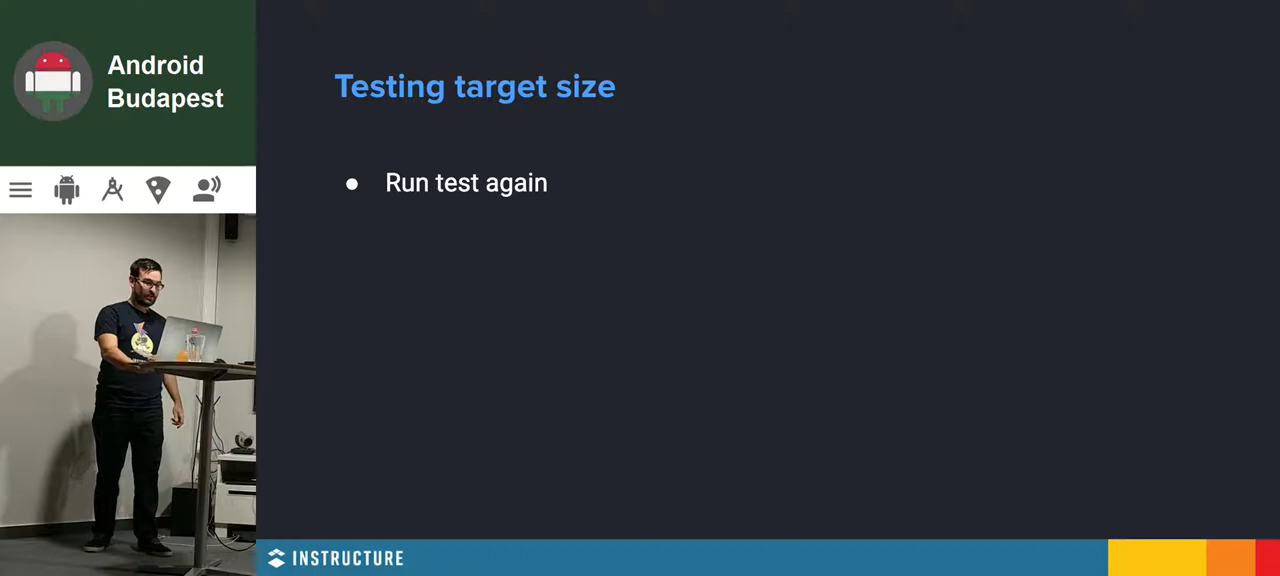 Android
Budapest
Testing target size
● Run test again
INSTRUCTURE